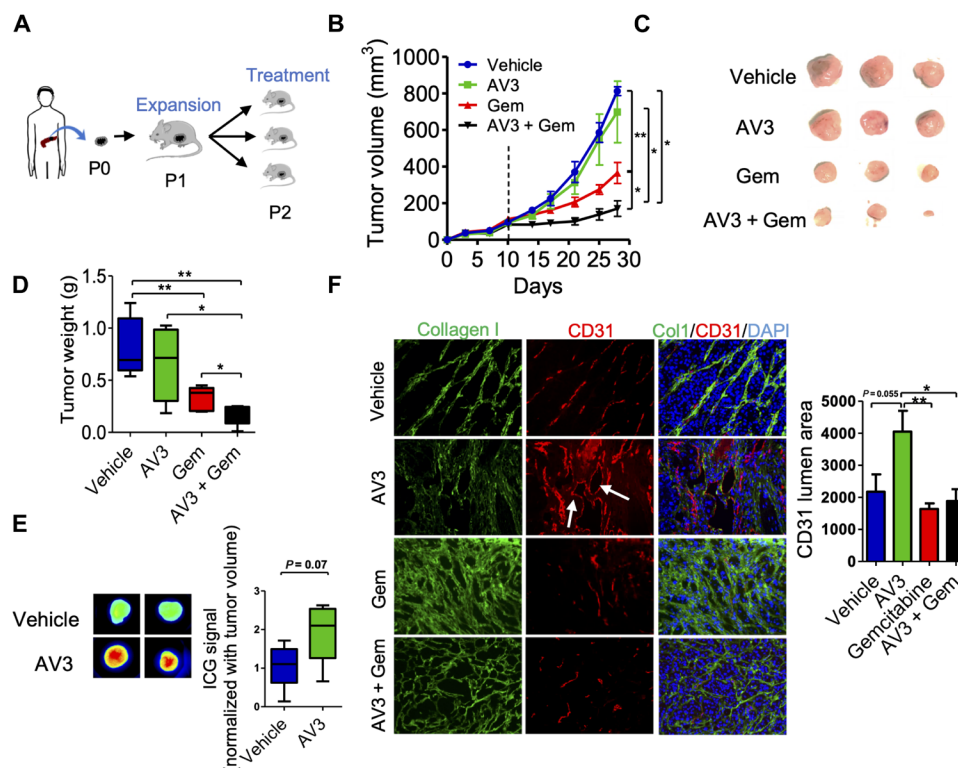 A
Expansion
Treatment
P0
P1
P2
B
Tumor volume (mm³)
1000
800
600
400
200
0
Vehicle
AV3
Gem
AV3 + Gem
**
*
*
*
0 5 10 15 20 25 30
Days
C
Vehicle
AV3
Gem
AV3 + Gem
D
Tumor weight (g)
1.5
1.0
0.5
0.0
**
**
*
*
Vehicle
AV3
Gem
AV3 + Gem
E
Vehicle
AV3
ICG signal
(normalized with tumor volume)
3
2
1
0
P = 0.07
Vehicle
AV3
F
Collagen I
CD31
Col1/CD31/DAPI
Vehicle
AV3
Gem
AV3 + Gem
CD31 lumen area
6000
5000
4000
3000
2000
1000
0
P = 0.055
*
**
Vehicle
AV3
Gemcitabine
AV3 + Gem